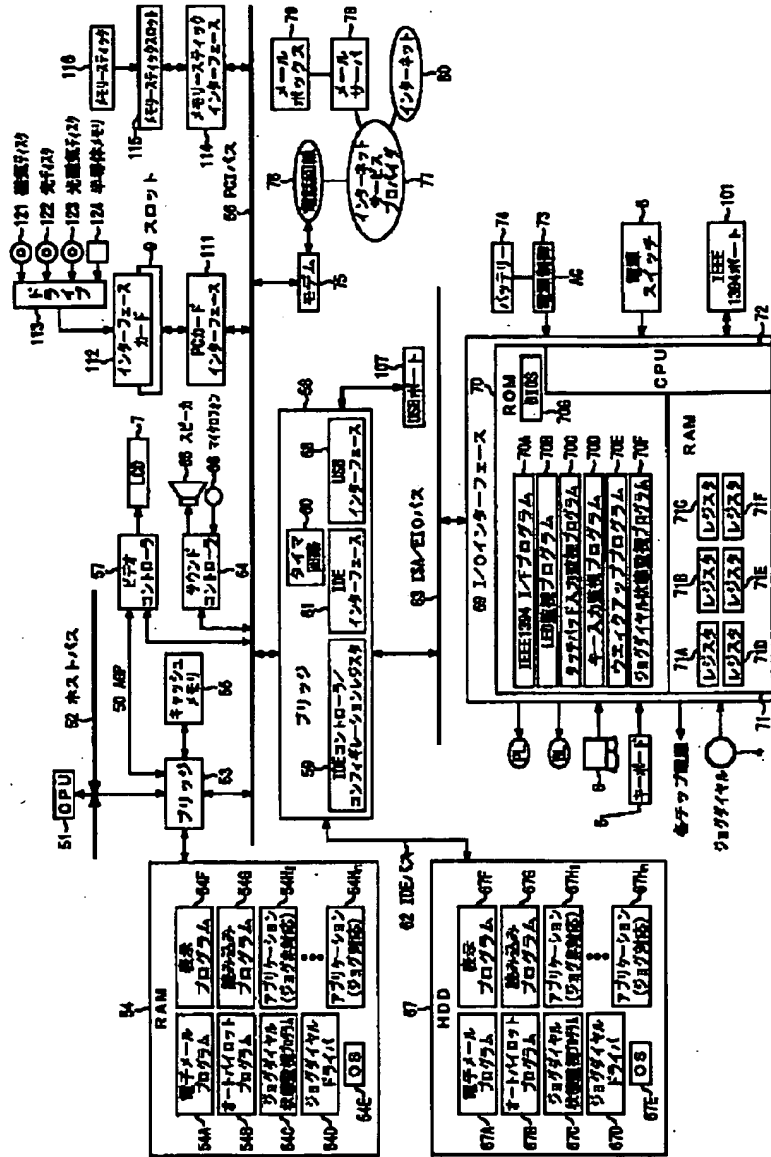 51
CPU
52 ホストバス
50 AGP
ブリッジ
53
キャッシュ
メモリ
56
57
ビデオ
コントローラ
LCD
7
65 スピーカ
66 マイクロフォン
サウンド
コントローラ
64
113
ドライブ
121 磁気ディスク
122 光ディスク
123 光磁気ディスク
124 半導体メモリ
112
インターフェース
カード
9 スロット
PCカード
インターフェース
111
116
メモリースティック
メモリースティックスロット
115
メモリースティック
インターフェース
114
55 PCIバス
54
RAM
54A
電子メール
プログラム
54B
オートパイロット
プログラム
54C
ジョグダイヤル
状態監視プログラム
54D
ジョグダイヤル
ドライバ
54E
OS
表示
プログラム
54F
読み込み
プログラム
54G
アプリケーション
(ジョグ非対応)
54H1
アプリケーション
(ジョグ対応)
54Hn
58
ブリッジ
59
IDEコントローラ/
コンフィギレーションレジスタ
61
IDE
インターフェース
タイマ
回路
60
68
USB
インターフェース
107
USBポート
モデム
75
76
電話回線
インターネット
サービス
プロバイダ
77
メール
ボックス
79
メール
サーバ
78
インターネット
80
62 IDEバス
63 ISA/EIOバス
67
HDD
67A
電子メール
プログラム
67B
オートパイロット
プログラム
67C
ジョグダイヤル
状態監視プログラム
67D
ジョグダイヤル
ドライバ
67E
OS
表示
プログラム
67F
読み込み
プログラム
67G
アプリケーション
(ジョグ非対応)
67H1
アプリケーション
(ジョグ対応)
67Hn
69 I/Oインターフェース
70
ROM
BIOS
70G
IEEE1394 I/Fプログラム
70A
LED監視プログラム
70B
タッチパッド入力監視プログラム
70C
キー入力監視プログラム
70D
ウエイクアッププログラム
70E
ジョグダイヤル状態監視プログラム
70F
RAM
71
71A
レジスタ
71B
レジスタ
71C
レジスタ
71D
レジスタ
71E
レジスタ
71F
レジスタ
CPU
72
バッテリー
74
電源制御
73
AC
電源
スイッチ
8
IEEE
1394ポート
101
PL
BL
6
キーボード
5
各チップ電源
ジョグダイヤル
4